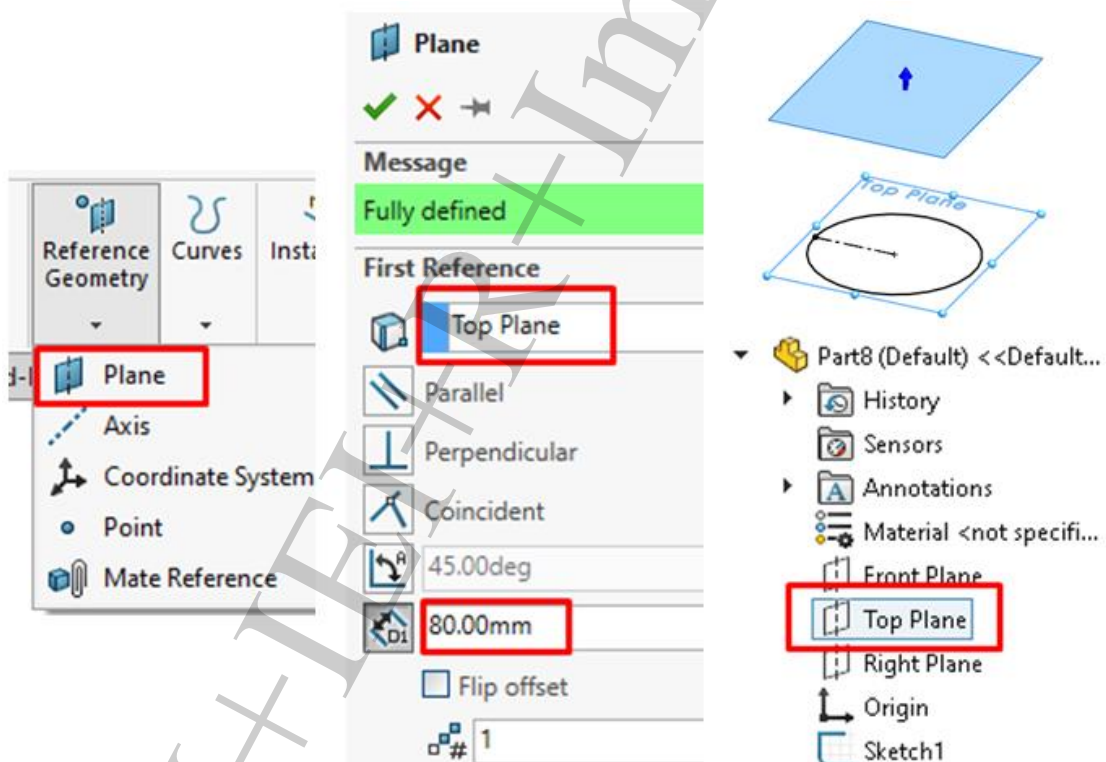 Reference
Geometry
Curves
Insta
Plane
Axis
Coordinate System
Point
Mate Reference
Plane
Message
Fully defined
First Reference
Top Plane
Parallel
Perpendicular
Coincident
45.00deg
80.00mm
Flip offset
1
Top Plane
Part8 (Default) <<Default...
History
Sensors
Annotations
Material <not specifi...
Front Plane
Top Plane
Right Plane
Origin
Sketch1